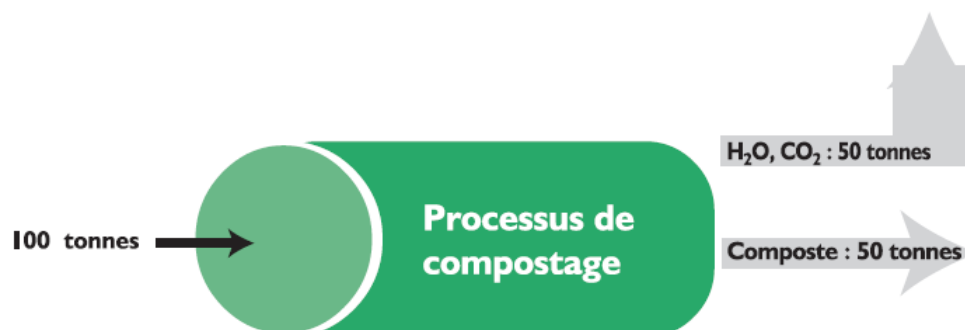 H₂O, CO₂ : 50 tonnes
100 tonnes
Processus de
compostage
Composte : 50 tonnes